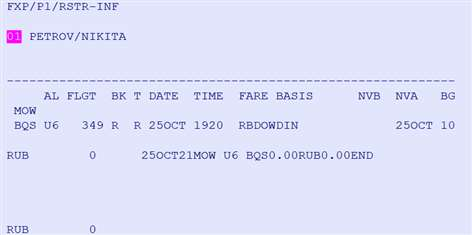 FXP/P1/RSTR-INF
01 PETROV/NIKITA
------------------------------------------------------------
AL FLGT BK T DATE TIME FARE BASIS NVB NVA BG
MOW
BQS U6 349 R R 25OCT 1920 RBDOWDIN 25OCT 10
RUB 0 25OCT21MOW U6 BQS0.00RUB0.00END
RUB 0